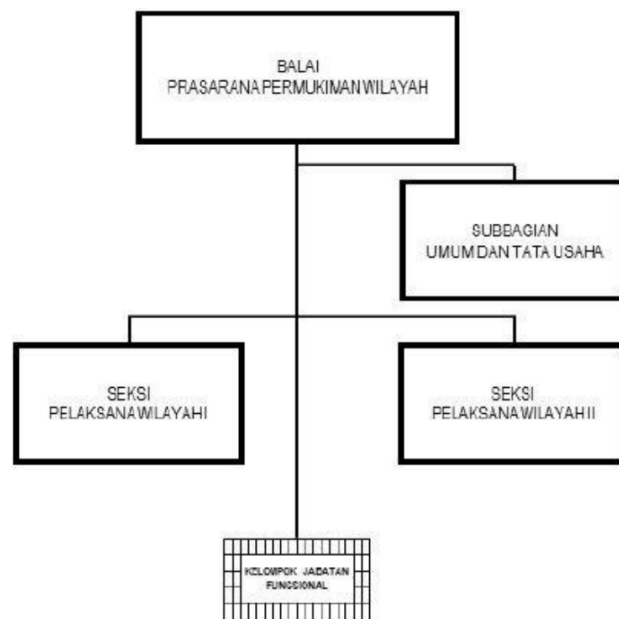 BALAI
PRASARANA PERMUKIMAN WILAYAH
SUBBAGIAN
UMUM DAN TATA USAHA
SEKSI
PELAKSANA WILAYAH I
SEKSI
PELAKSANA WILAYAH II
KELOMPOK JABATAN
FUNGSIONAL